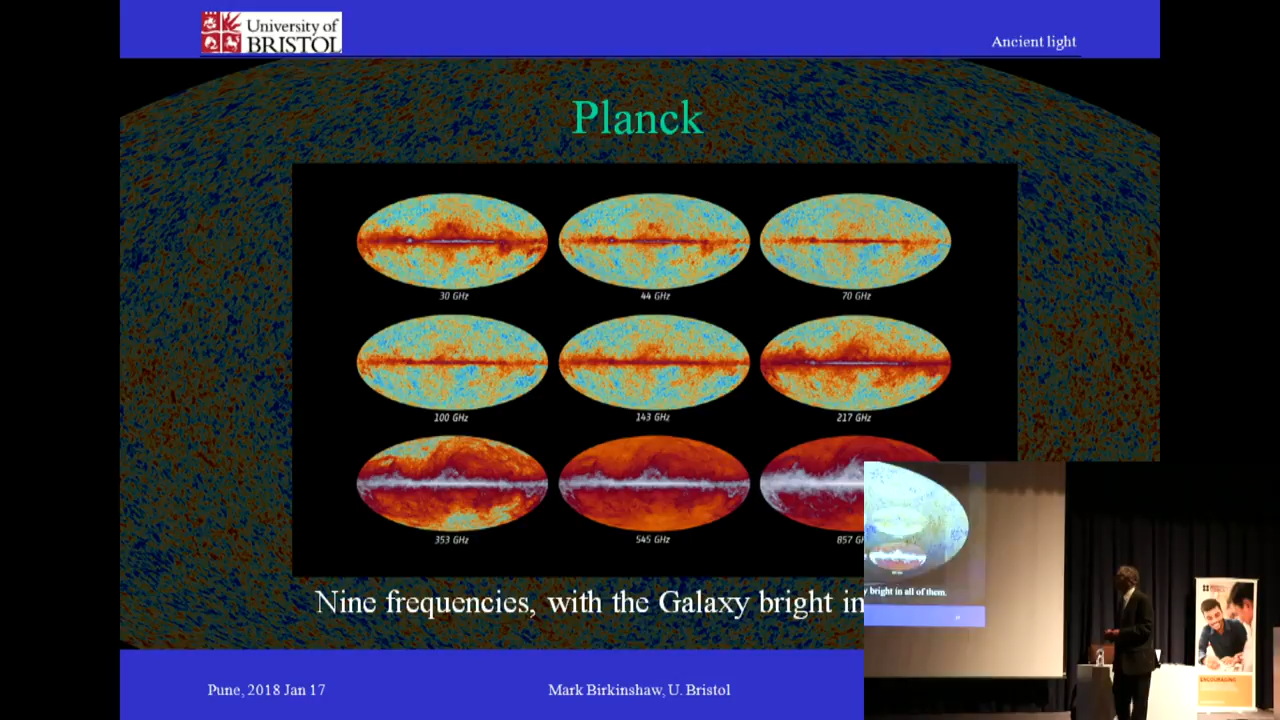 University of
BRISTOL
Ancient light
Planck
30 GHz
44 GHz
70 GHz
100 GHz
143 GHz
217 GHz
353 GHz
545 GHz
857 GH
Nine frequencies, with the Galaxy bright in
bright in all of them.
ENCOURAGING
Pune, 2018 Jan 17
Mark Birkinshaw, U. Bristol